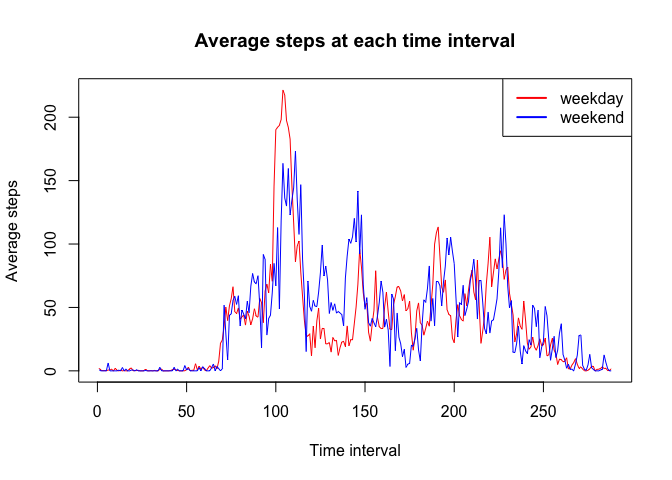 Average steps at each time interval
weekday
weekend
Average steps
200
150
100
50
0
0 50 100 150 200 250
Time interval